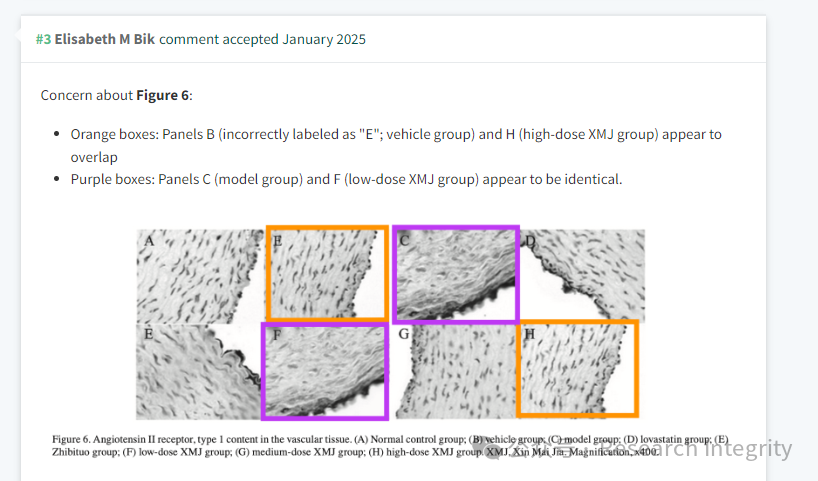 #3 Elisabeth M Bik comment accepted January 2025
Concern about Figure 6:
• Orange boxes: Panels B (incorrectly labeled as "E"; vehicle group) and H (high-dose XMJ group) appear to
overlap
• Purple boxes: Panels C (model group) and F (low-dose XMJ group) appear to be identical.
A E C D
E F G H
Figure 6. Angiotensin II receptor, type 1 content in the vascular tissue. (A) Normal control group; (B) vehicle group; (C) model group; (D) lovastatin group; (E)
Zhibituo group; (F) low-dose XMJ group; (G) medium-dose XMJ group; (H) high-dose XMJ group. XMJ, Xin Mai Jia. Magnification, x400.
Research Integrity